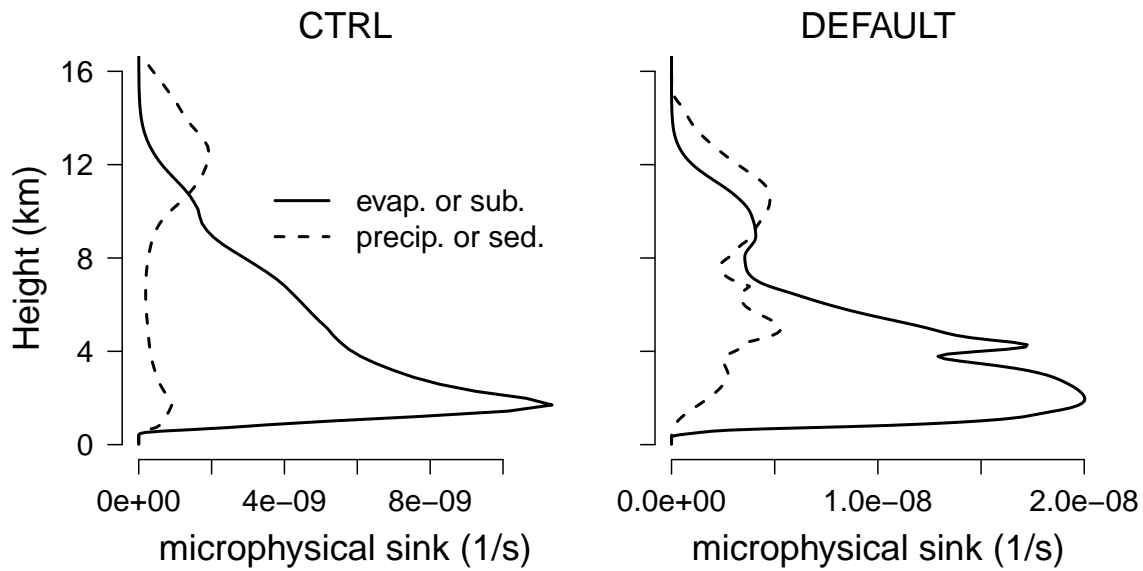 CTRL
DEFAULT
Height (km)
16
12
8
4
0
evap. or sub.
precip. or sed.
0e+00
4e−09
8e−09
0.0e+00
1.0e−08
2.0e−08
microphysical sink (1/s)
microphysical sink (1/s)